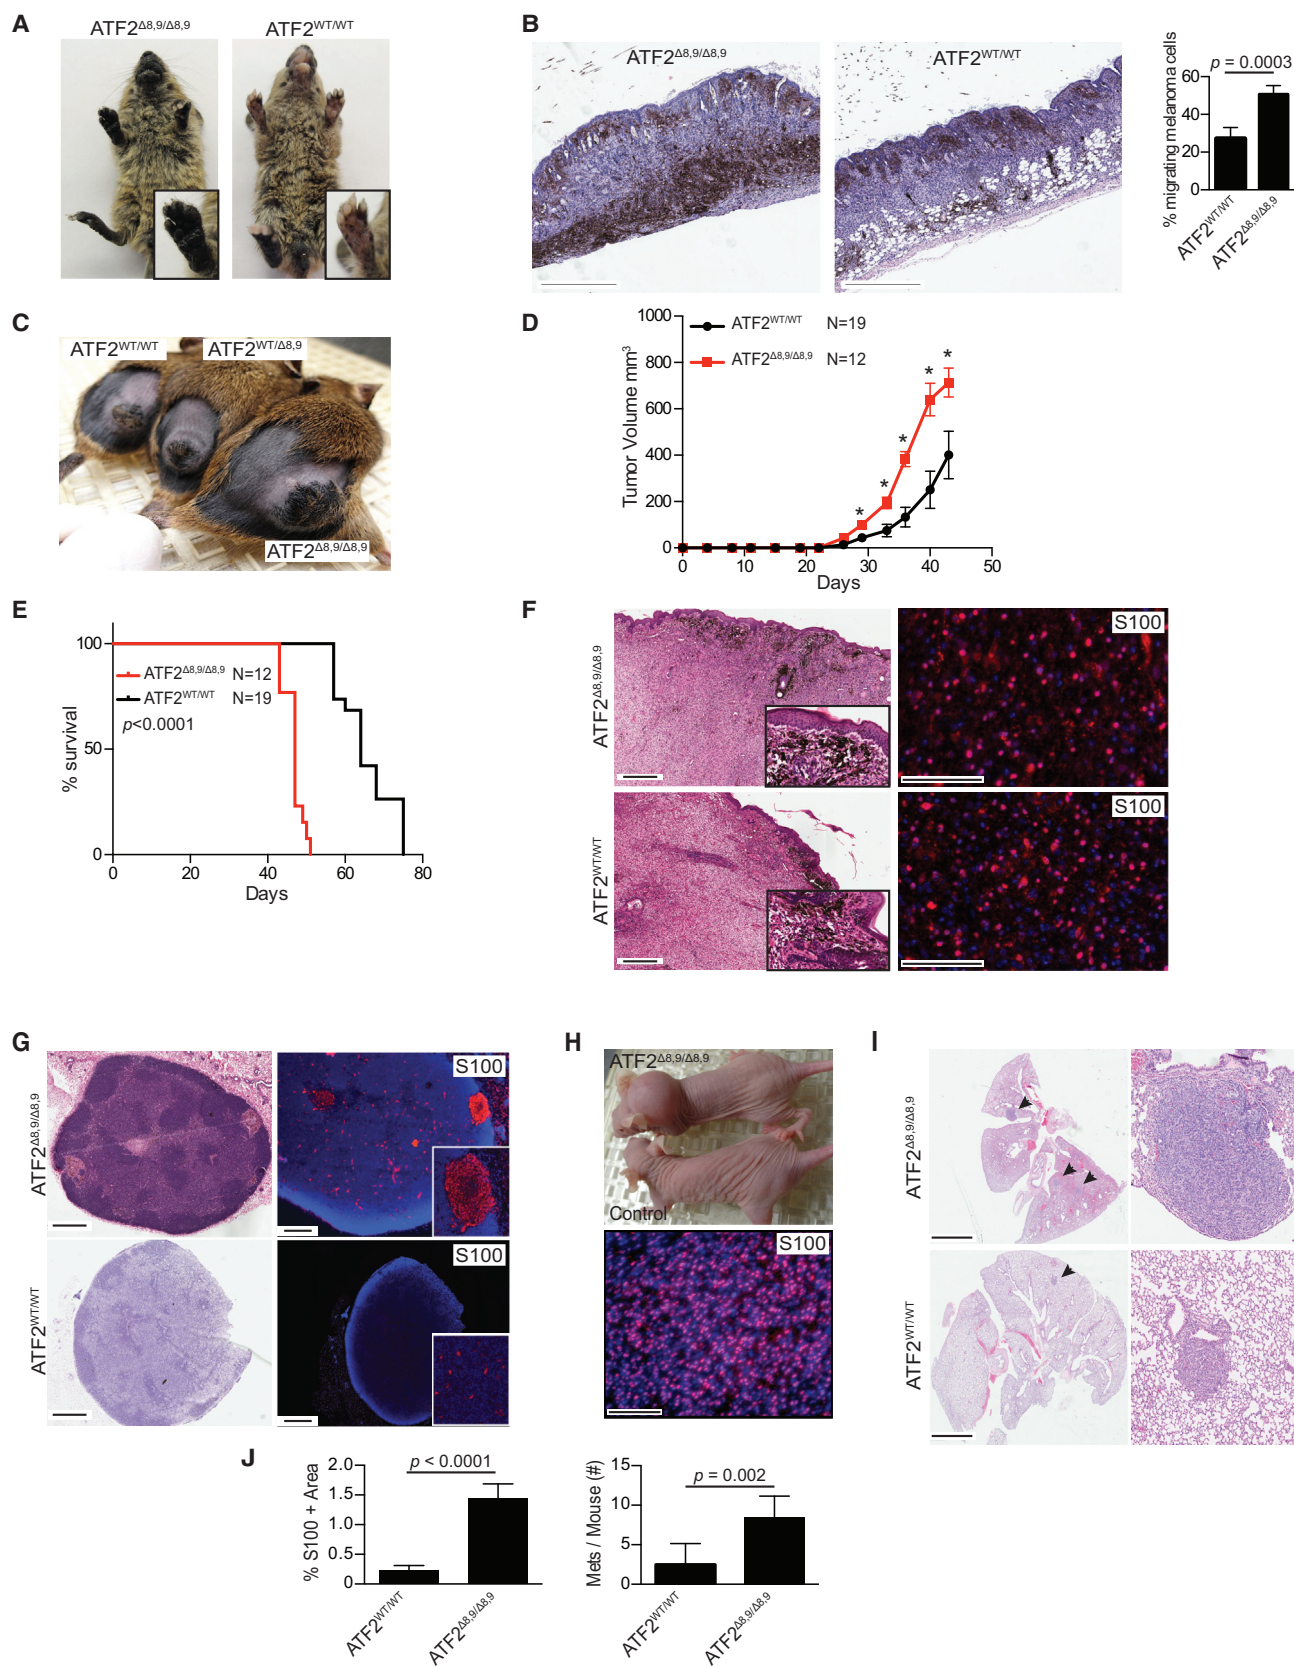 A
ATF2Δ8,9/Δ8,9
ATF2WT/WT
B
ATF2Δ8,9/Δ8,9
ATF2WT/WT
% migrating melanoma cells
p = 0.0003
60
40
20
0
ATF2WT/WT
ATF2Δ8,9/Δ8,9
C
ATF2WT/WT
ATF2WT/Δ8,9
ATF2Δ8,9/Δ8,9
D
Tumor Volume mm3
1000
800
600
400
200
0
ATF2WT/WT N=19
ATF2Δ8,9/Δ8,9 N=12
*
*
*
*
*
*
0 10 20 30 40 50
Days
E
% survival
100
50
0
ATF2Δ8,9/Δ8,9 N=12
ATF2WT/WT N=19
p<0.0001
0 20 40 60 80
Days
F
ATF2Δ8,9/Δ8,9
S100
ATF2WT/WT
S100
G
ATF2Δ8,9/Δ8,9
S100
ATF2WT/WT
S100
H
ATF2Δ8,9/Δ8,9
Control
S100
I
ATF2Δ8,9/Δ8,9
ATF2WT/WT
J
% S100 + Area
2.0
1.5
1.0
0.5
0
p < 0.0001
ATF2WT/WT
ATF2Δ8,9/Δ8,9
Mets / Mouse (#)
15
10
5
0
p = 0.002
ATF2WT/WT
ATF2Δ8,9/Δ8,9